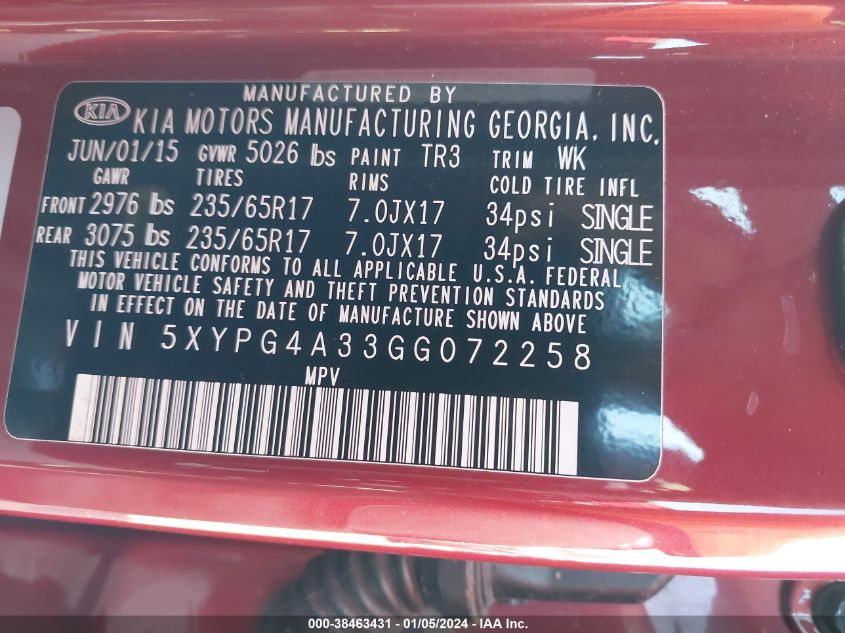 MANUFACTURED BY
KIA KIA MOTORS MANUFACTURING GEORGIA, INC.
JUN/01/15 GVWR 5026 lbs PAINT TR3 TRIM WK
GAWR TIRES RIMS COLD TIRE INFL
FRONT 2976 lbs 235/65R17 7.0JX17 34psi SINGLE
REAR 3075 lbs 235/65R17 7.0JX17 34psi SINGLE
THIS VEHICLE CONFORMS TO ALL APPLICABLE U.S.A. FEDERAL
MOTOR VEHICLE SAFETY AND THEFT PREVENTION STANDARDS
IN EFFECT ON THE DATE OF MANUFACTURE SHOWN ABOVE
VIN 5XYPG4A33GG072258
MPV
000-38463431 - 01/05/2024 - IAA Inc.